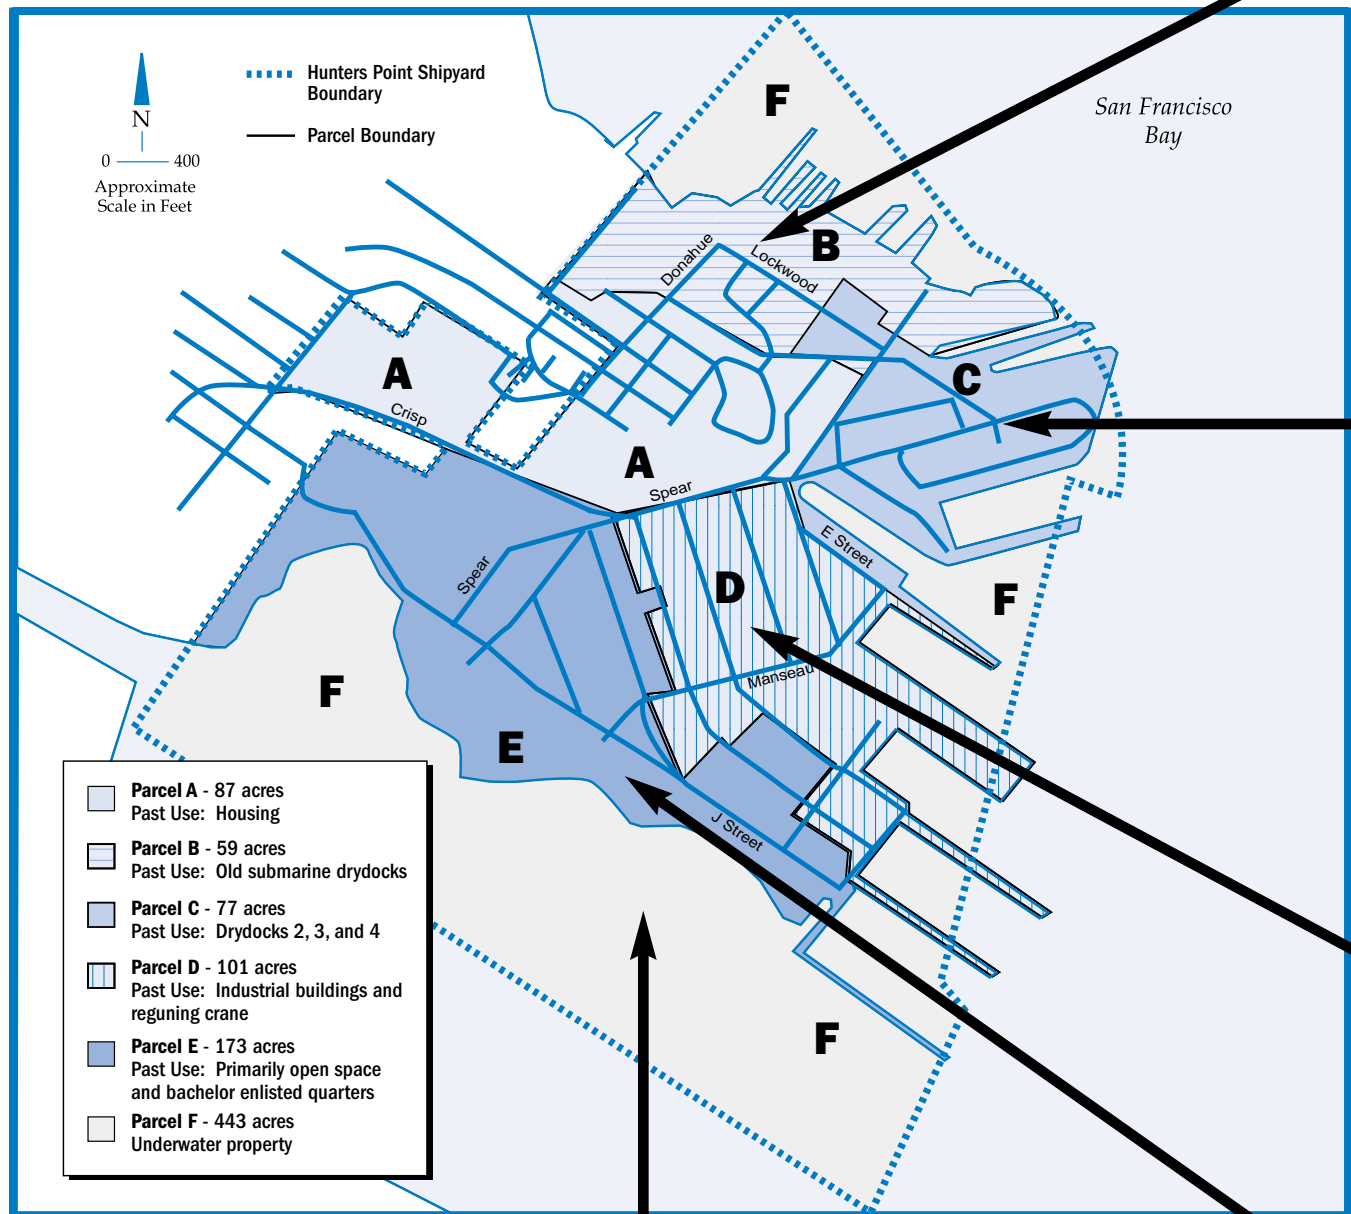 Hunters Point Shipyard
Boundary
Parcel Boundary
N
0 400
Approximate
Scale in Feet
San Francisco
Bay
F
B
Donahue
Lockwood
A
Crisp
C
A
Spear
E Street
Spear
D
F
Manseau
F
E
J Street
F
Parcel A - 87 acres
Past Use: Housing
Parcel B - 59 acres
Past Use: Old submarine drydocks
Parcel C - 77 acres
Past Use: Drydocks 2, 3, and 4
Parcel D - 101 acres
Past Use: Industrial buildings and
reguning crane
Parcel E - 173 acres
Past Use: Primarily open space
and bachelor enlisted quarters
Parcel F - 443 acres
Underwater property